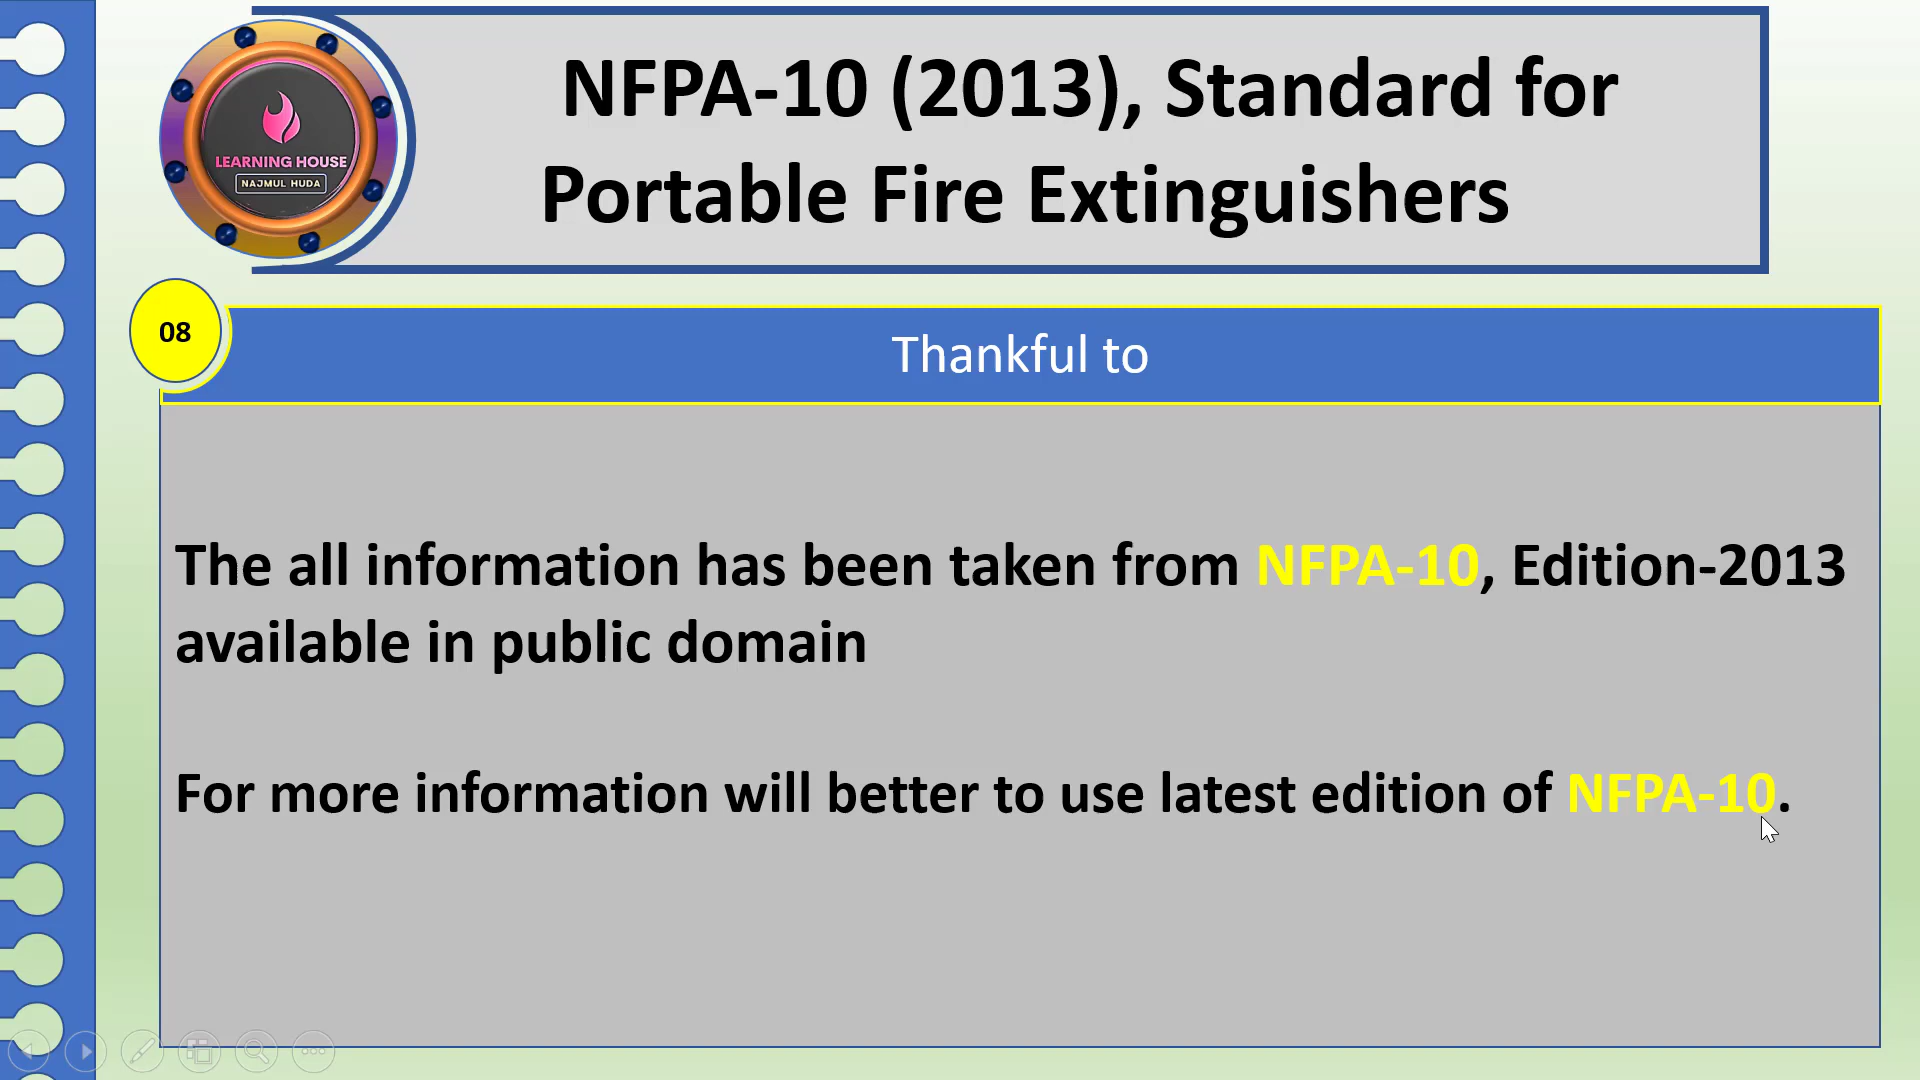 NFPA-10 (2013), Standard for
Portable Fire Extinguishers
LEARNING HOUSE
NAJMUL HUDA
08
Thankful to
The all information has been taken from NFPA-10, Edition-2013
available in public domain
For more information will better to use latest edition of NFPA-10.